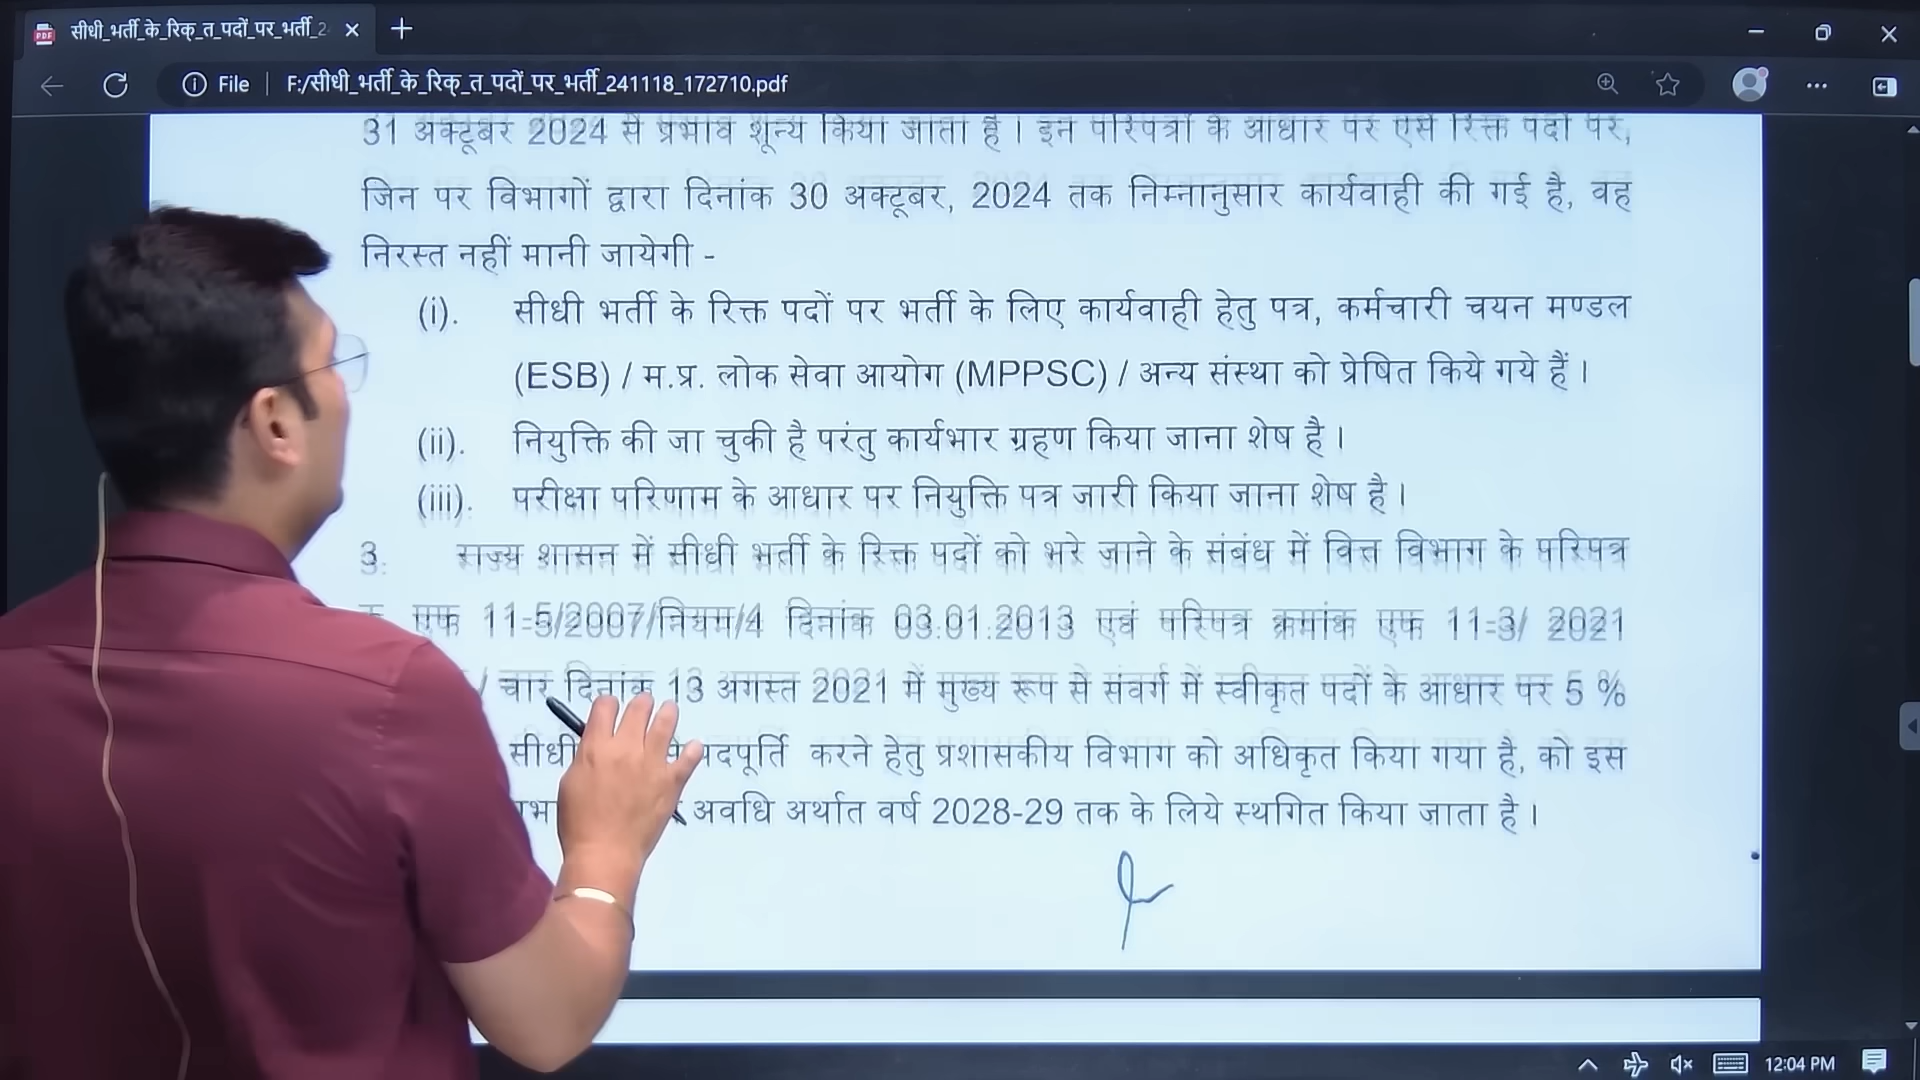 सीधी_भर्ती_के_रिक्_त_पदों_पर_भर्ती_2
File F:/सीधी_भर्ती_के_रिक्_त_पदों_पर_भर्ती_241118_172710.pdf
31 अक्टूबर 2024 से प्रभाव शून्य किया जाता है। इन परिपत्रों के आधार पर ऐसे रिक्त पदों पर,
जिन पर विभागों द्वारा दिनांक 30 अक्टूबर, 2024 तक निम्नानुसार कार्यवाही की गई है, वह
निरस्त नहीं मानी जायेगी -
(i). सीधी भर्ती के रिक्त पदों पर भर्ती के लिए कार्यवाही हेतु पत्र, कर्मचारी चयन मण्डल
(ESB) / म.प्र. लोक सेवा आयोग (MPPSC) / अन्य संस्था को प्रेषित किये गये हैं।
(ii). नियुक्ति की जा चुकी है परंतु कार्यभार ग्रहण किया जाना शेष है।
(iii). परीक्षा परिणाम के आधार पर नियुक्ति पत्र जारी किया जाना शेष है।
3. राज्य शासन में सीधी भर्ती के रिक्त पदों को भरे जाने के संबंध में वित्त विभाग के परिपत्र
एफ 11-5/2007/नियम/4 दिनांक 03.01.2013 एवं परिपत्र क्रमांक एफ 11-3/ 2021
/ चार दिनांक 13 अगस्त 2021 में मुख्य रूप से संवर्ग में स्वीकृत पदों के आधार पर 5 %
सीधी पदपूर्ति करने हेतु प्रशासकीय विभाग को अधिकृत किया गया है, को इस
अवधि अर्थात वर्ष 2028-29 तक के लिये स्थगित किया जाता है।
12:04 PM